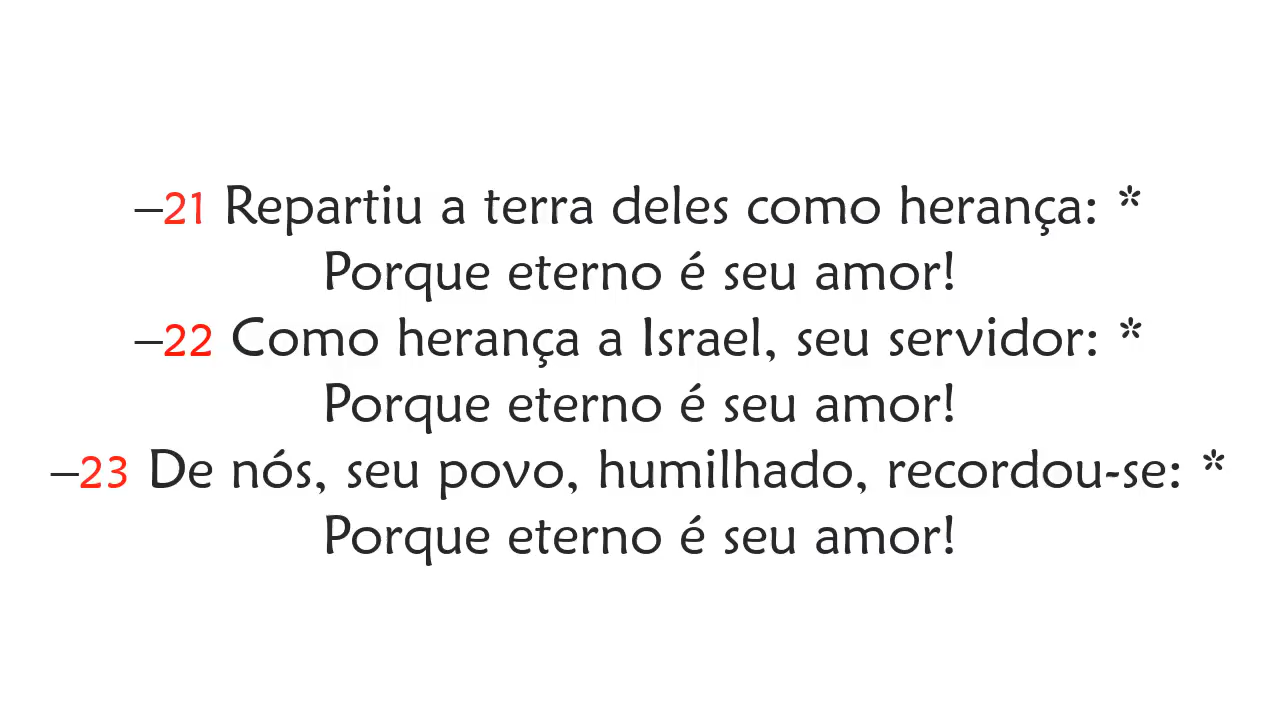 –21 Repartiu a terra deles como herança: *
Porque eterno é seu amor!
–22 Como herança a Israel, seu servidor: *
Porque eterno é seu amor!
–23 De nós, seu povo, humilhado, recordou-se: *
Porque eterno é seu amor!